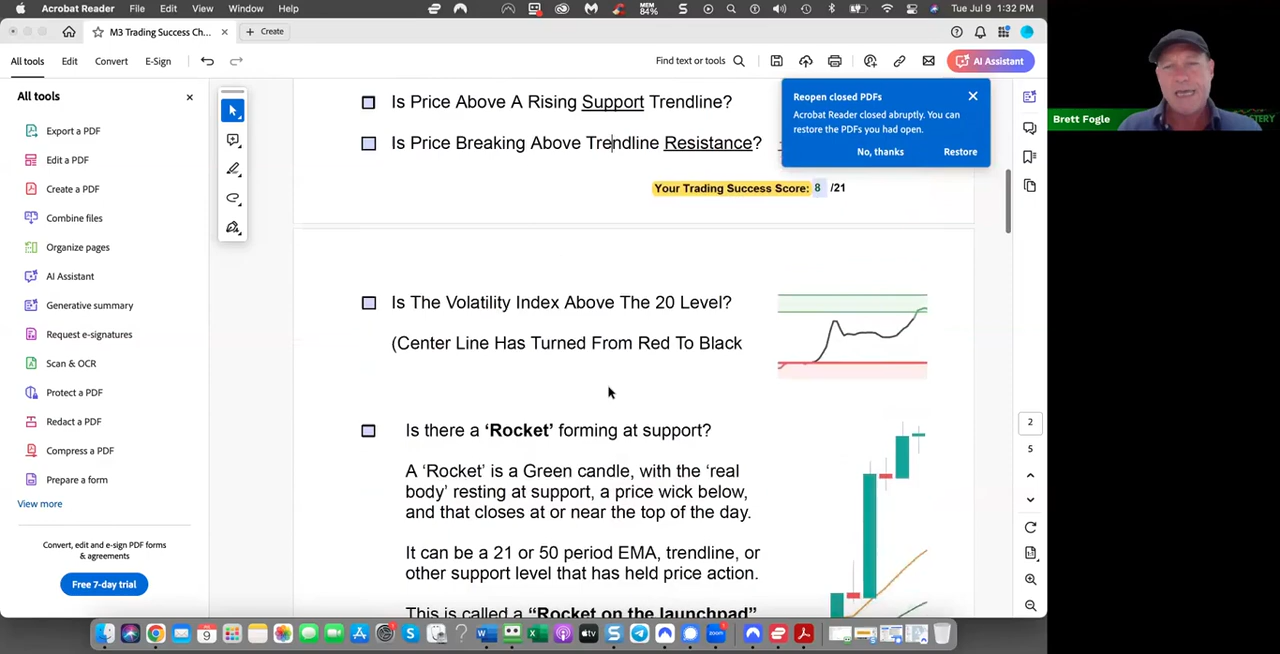 Acrobat Reader File Edit View Window Help
MEM
84%
Tue Jul 9 1:32 PM
M3 Trading Success Ch...
Create
All tools Edit Convert E-Sign
Find text or tools
AI Assistant
All tools
Export a PDF
Edit a PDF
Create a PDF
Combine files
Organize pages
AI Assistant
Generative summary
Request e-signatures
Scan & OCR
Protect a PDF
Redact a PDF
Compress a PDF
Prepare a form
View more
Convert, edit and e-sign PDF forms
& agreements
Free 7-day trial
Is Price Above A Rising Support Trendline?
Is Price Breaking Above Trendline Resistance?
Your Trading Success Score: 8 /21
Reopen closed PDFs
Acrobat Reader closed abruptly. You can
restore the PDFs you had open.
No, thanks Restore
Is The Volatility Index Above The 20 Level?
(Center Line Has Turned From Red To Black
Is there a ‘Rocket’ forming at support?
A ‘Rocket’ is a Green candle, with the ‘real
body’ resting at support, a price wick below,
and that closes at or near the top of the day.
It can be a 21 or 50 period EMA, trendline, or
other support level that has held price action.
This is called a “Rocket on the launchpad”
2
5
Brett Fogle